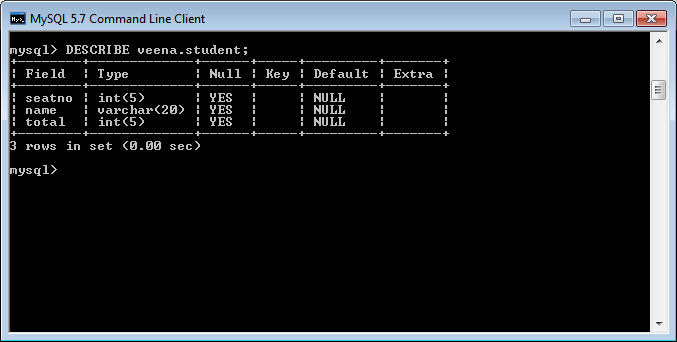 MySQL 5.7 Command Line Client
mysql> DESCRIBE veena.student;
+--------+-------------+------+-----+---------+-------+
| Field  | Type        | Null | Key | Default | Extra |
+--------+-------------+------+-----+---------+-------+
| seatno | int(5)      | YES  |     | NULL    |       |
| name   | varchar(20) | YES  |     | NULL    |       |
| total  | int(5)      | YES  |     | NULL    |       |
+--------+-------------+------+-----+---------+-------+
3 rows in set (0.00 sec)
mysql>